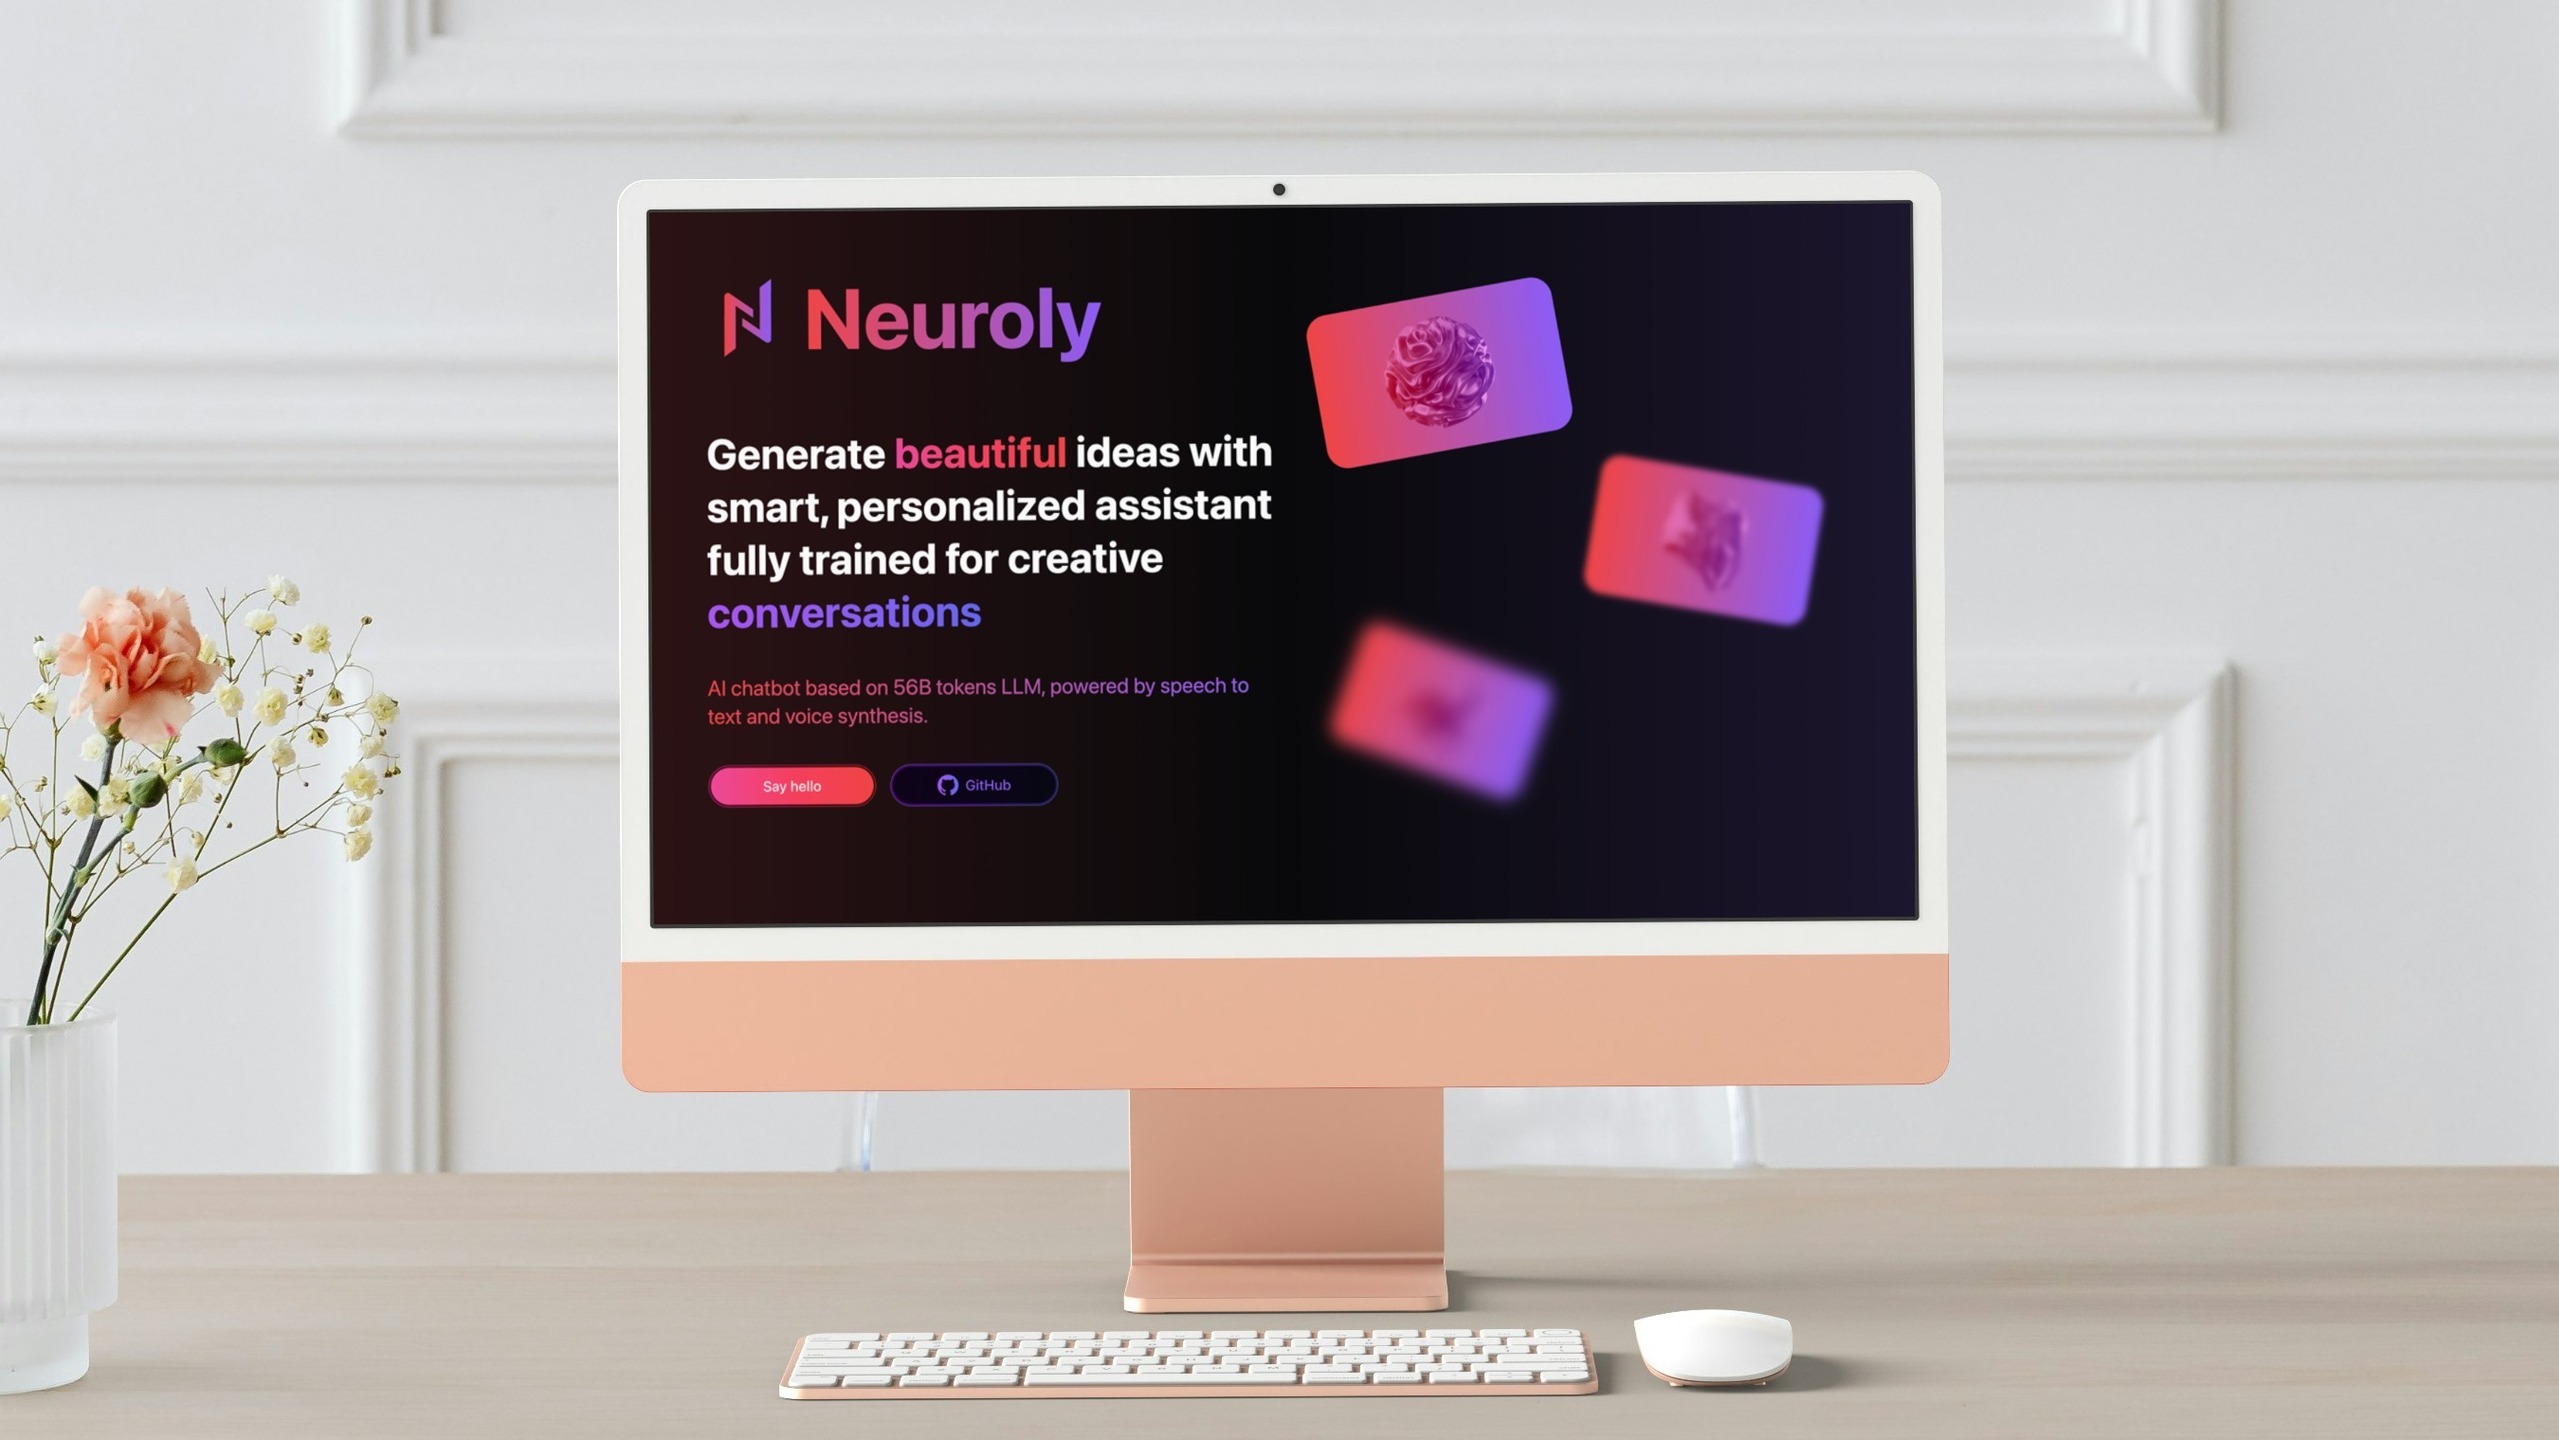 Neuroly
Generate beautiful ideas with
smart, personalized assistant
fully trained for creative
conversations
AI chatbot based on 56B tokens LLM, powered by speech to
text and voice synthesis.
Say hello
GitHub